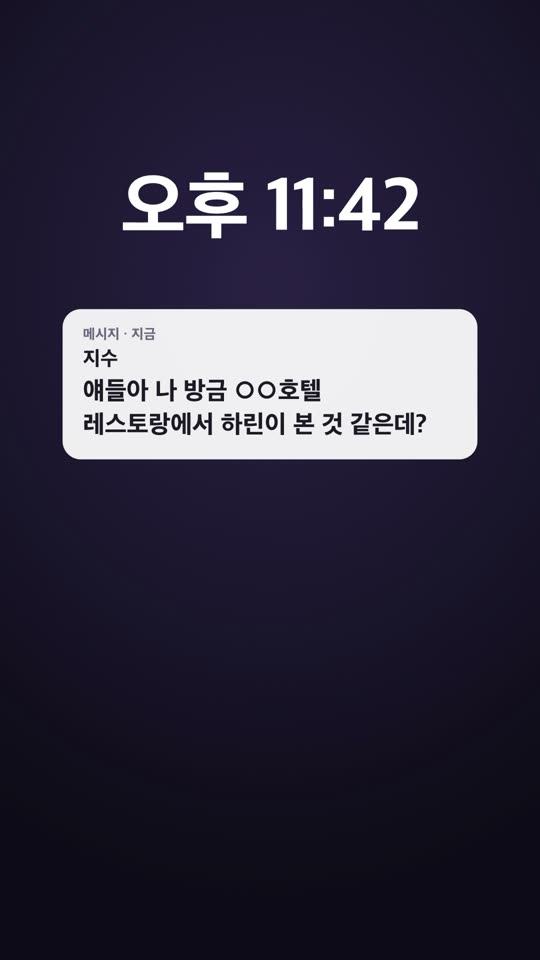 오후 11:42
메시지 · 지금
지수
얘들아 나 방금 ○○호텔
레스토랑에서 하린이 본 것 같은데?